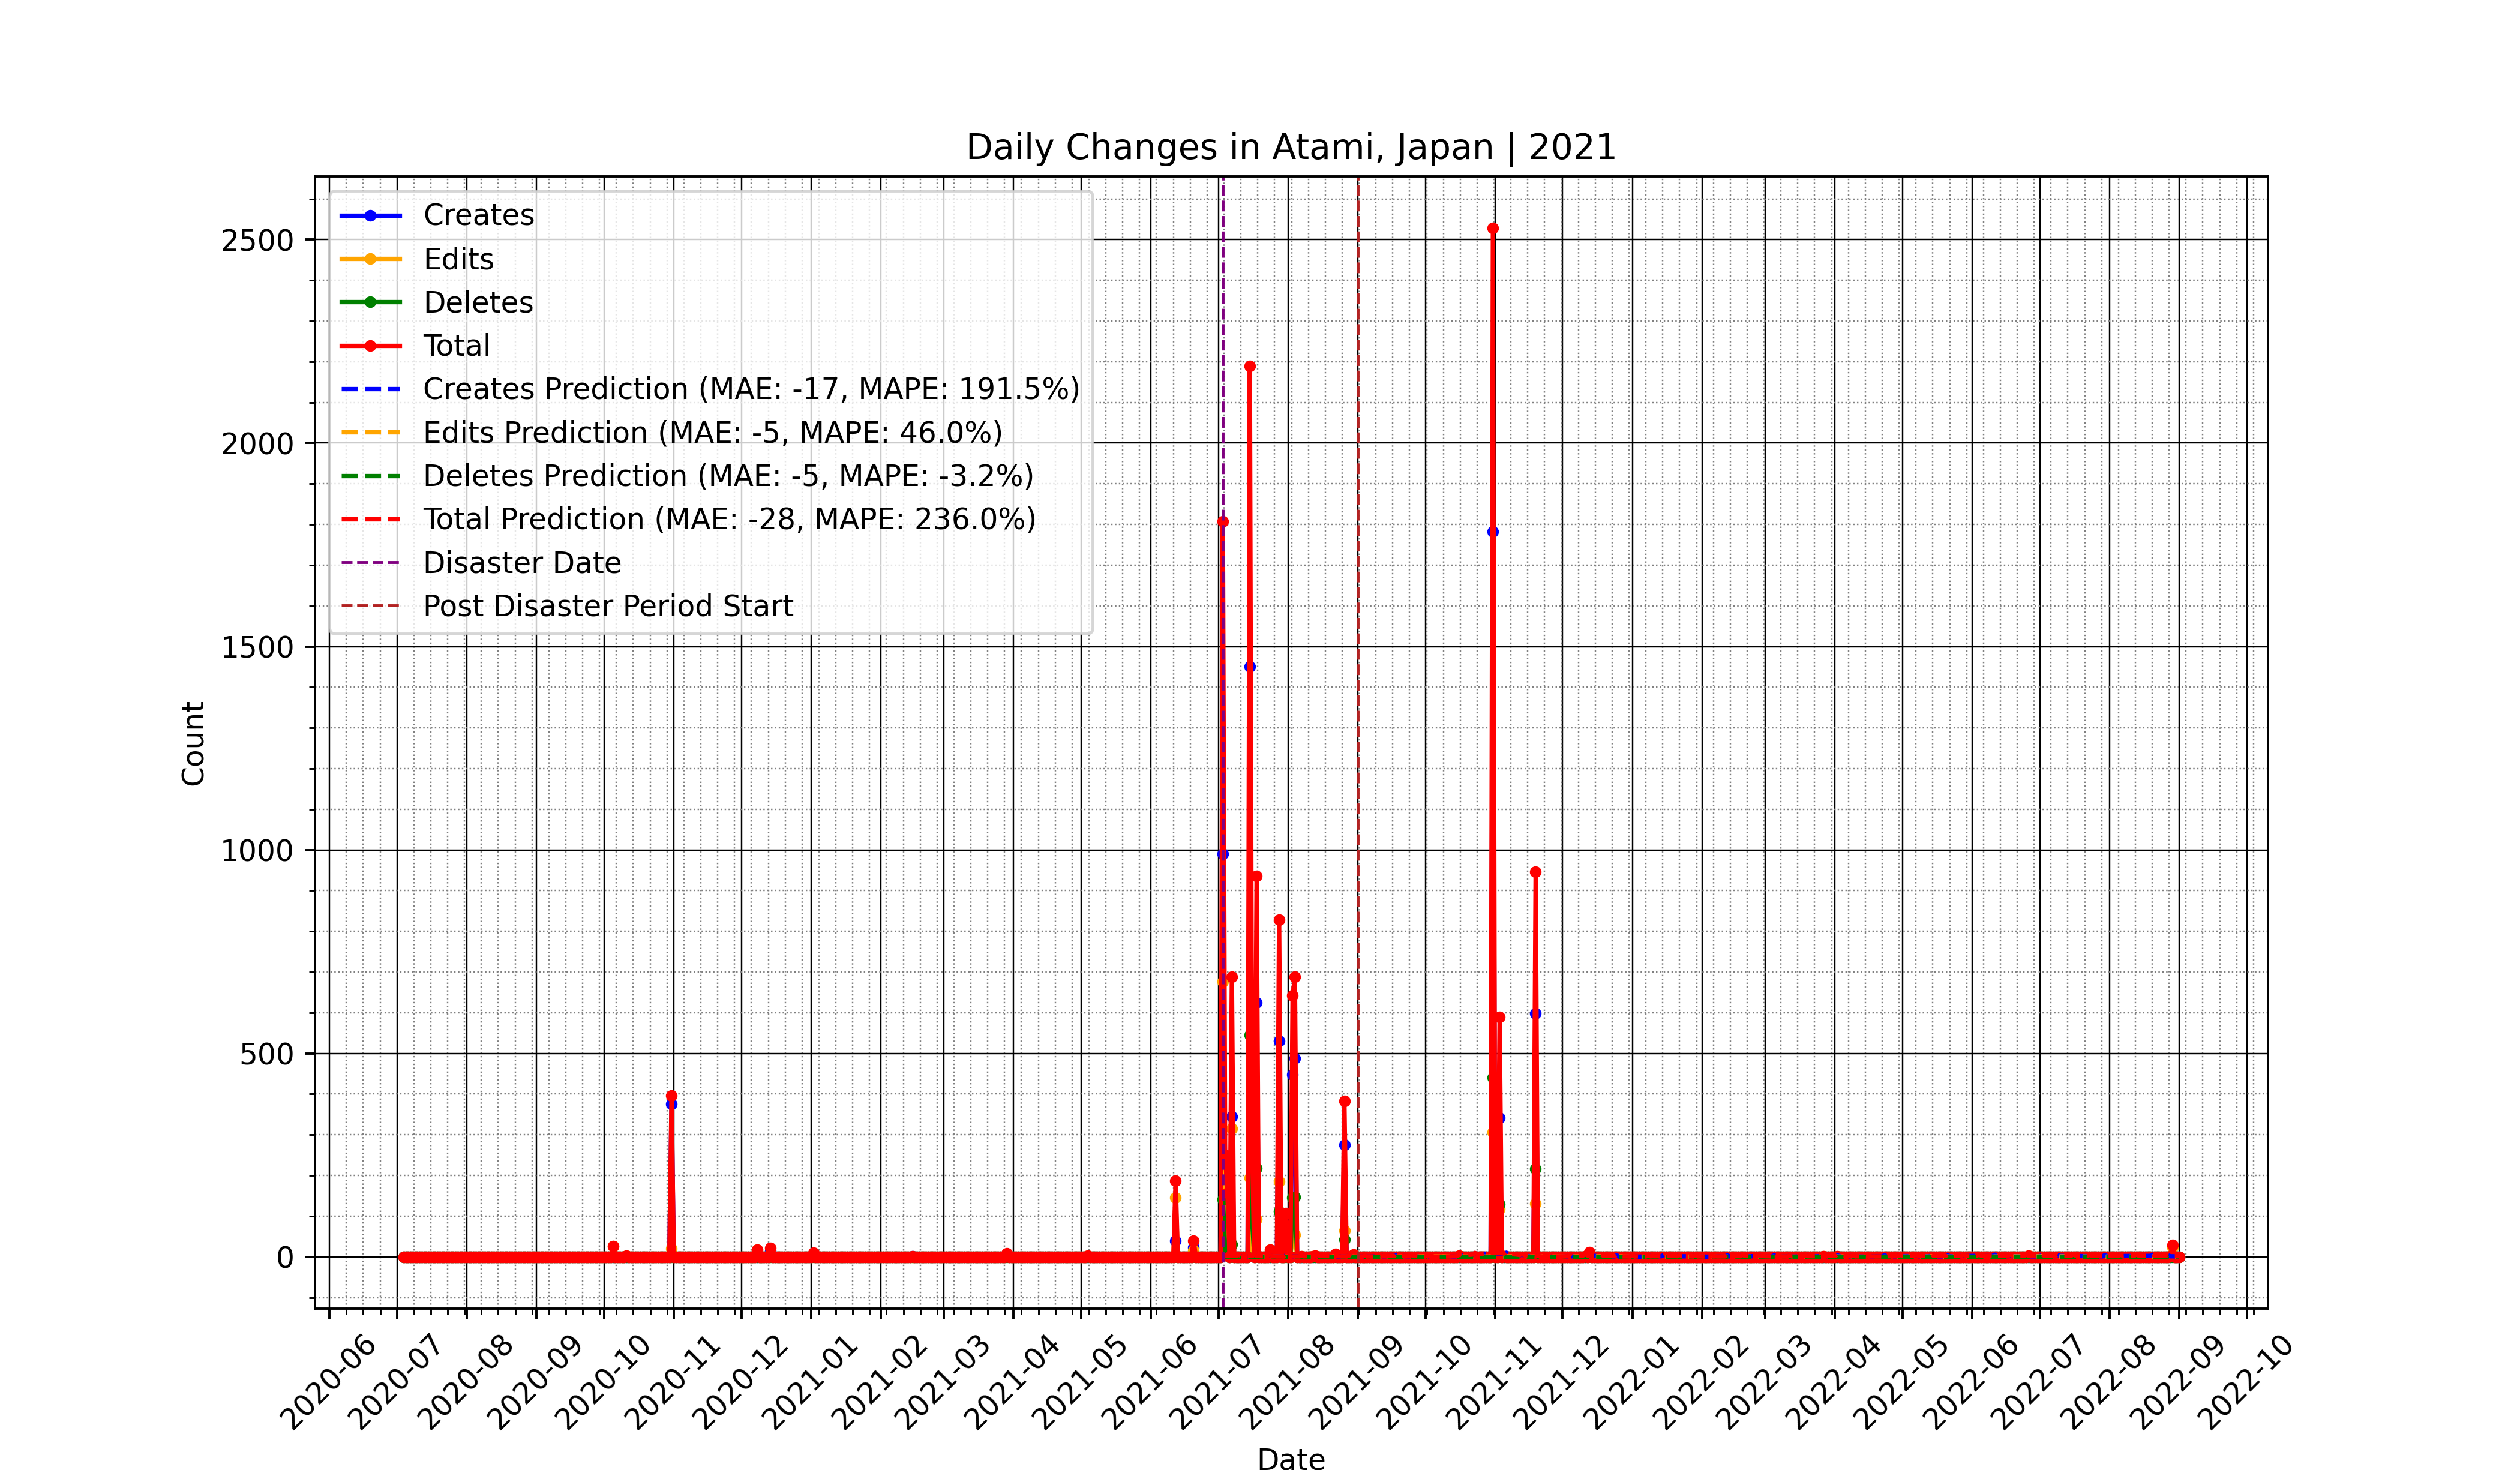 Daily Changes in Atami, Japan | 2021
Creates
Edits
Deletes
Total
Creates Prediction (MAE: -17, MAPE: 191.5%)
Edits Prediction (MAE: -5, MAPE: 46.0%)
Deletes Prediction (MAE: -5, MAPE: -3.2%)
Total Prediction (MAE: -28, MAPE: 236.0%)
Disaster Date
Post Disaster Period Start
Count
2500
2000
1500
1000
500
0
2020-06
2020-07
2020-08
2020-09
2020-10
2020-11
2020-12
2021-01
2021-02
2021-03
2021-04
2021-05
2021-06
2021-07
2021-08
2021-09
2021-10
2021-11
2021-12
2022-01
2022-02
2022-03
2022-04
2022-05
2022-06
2022-07
2022-08
2022-09
2022-10
Date